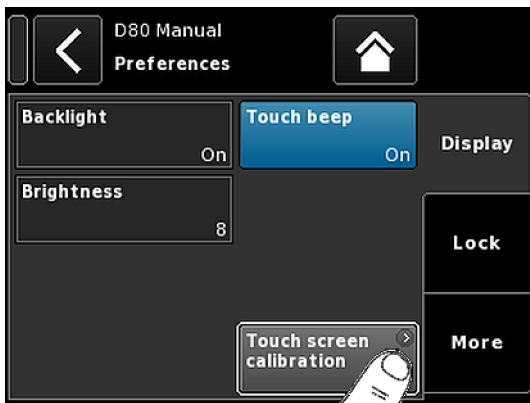 D80 Manual
Preferences
Backlight
On
Touch beep
On
Display
Brightness
8
Lock
Touch screen
calibration
More